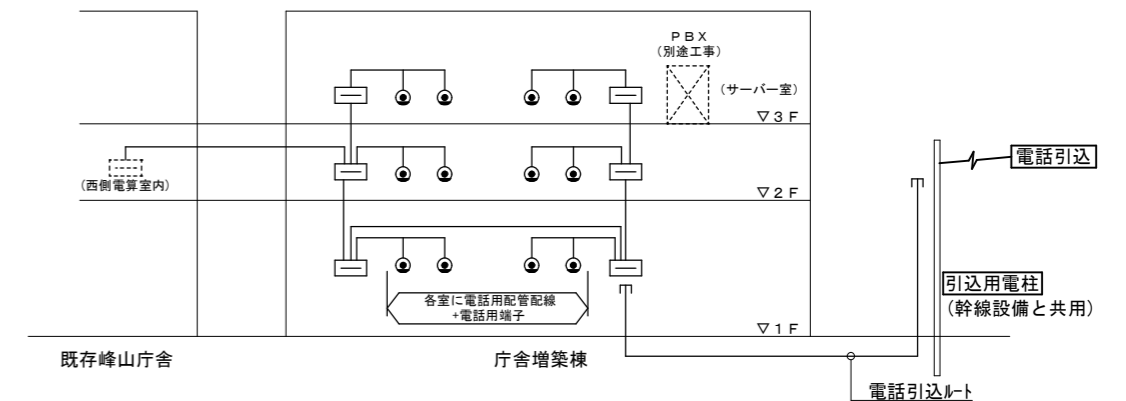 ＰＢＸ
(別途工事)
(サーバー室)
▽３Ｆ
電話引込
(西側電算室内)
▽２Ｆ
各室に電話用配管配線
+電話用端子
引込用電柱
(幹線設備と共用)
▽１Ｆ
既存峰山庁舎
庁舎増築棟
電話引込ﾙｰﾄ